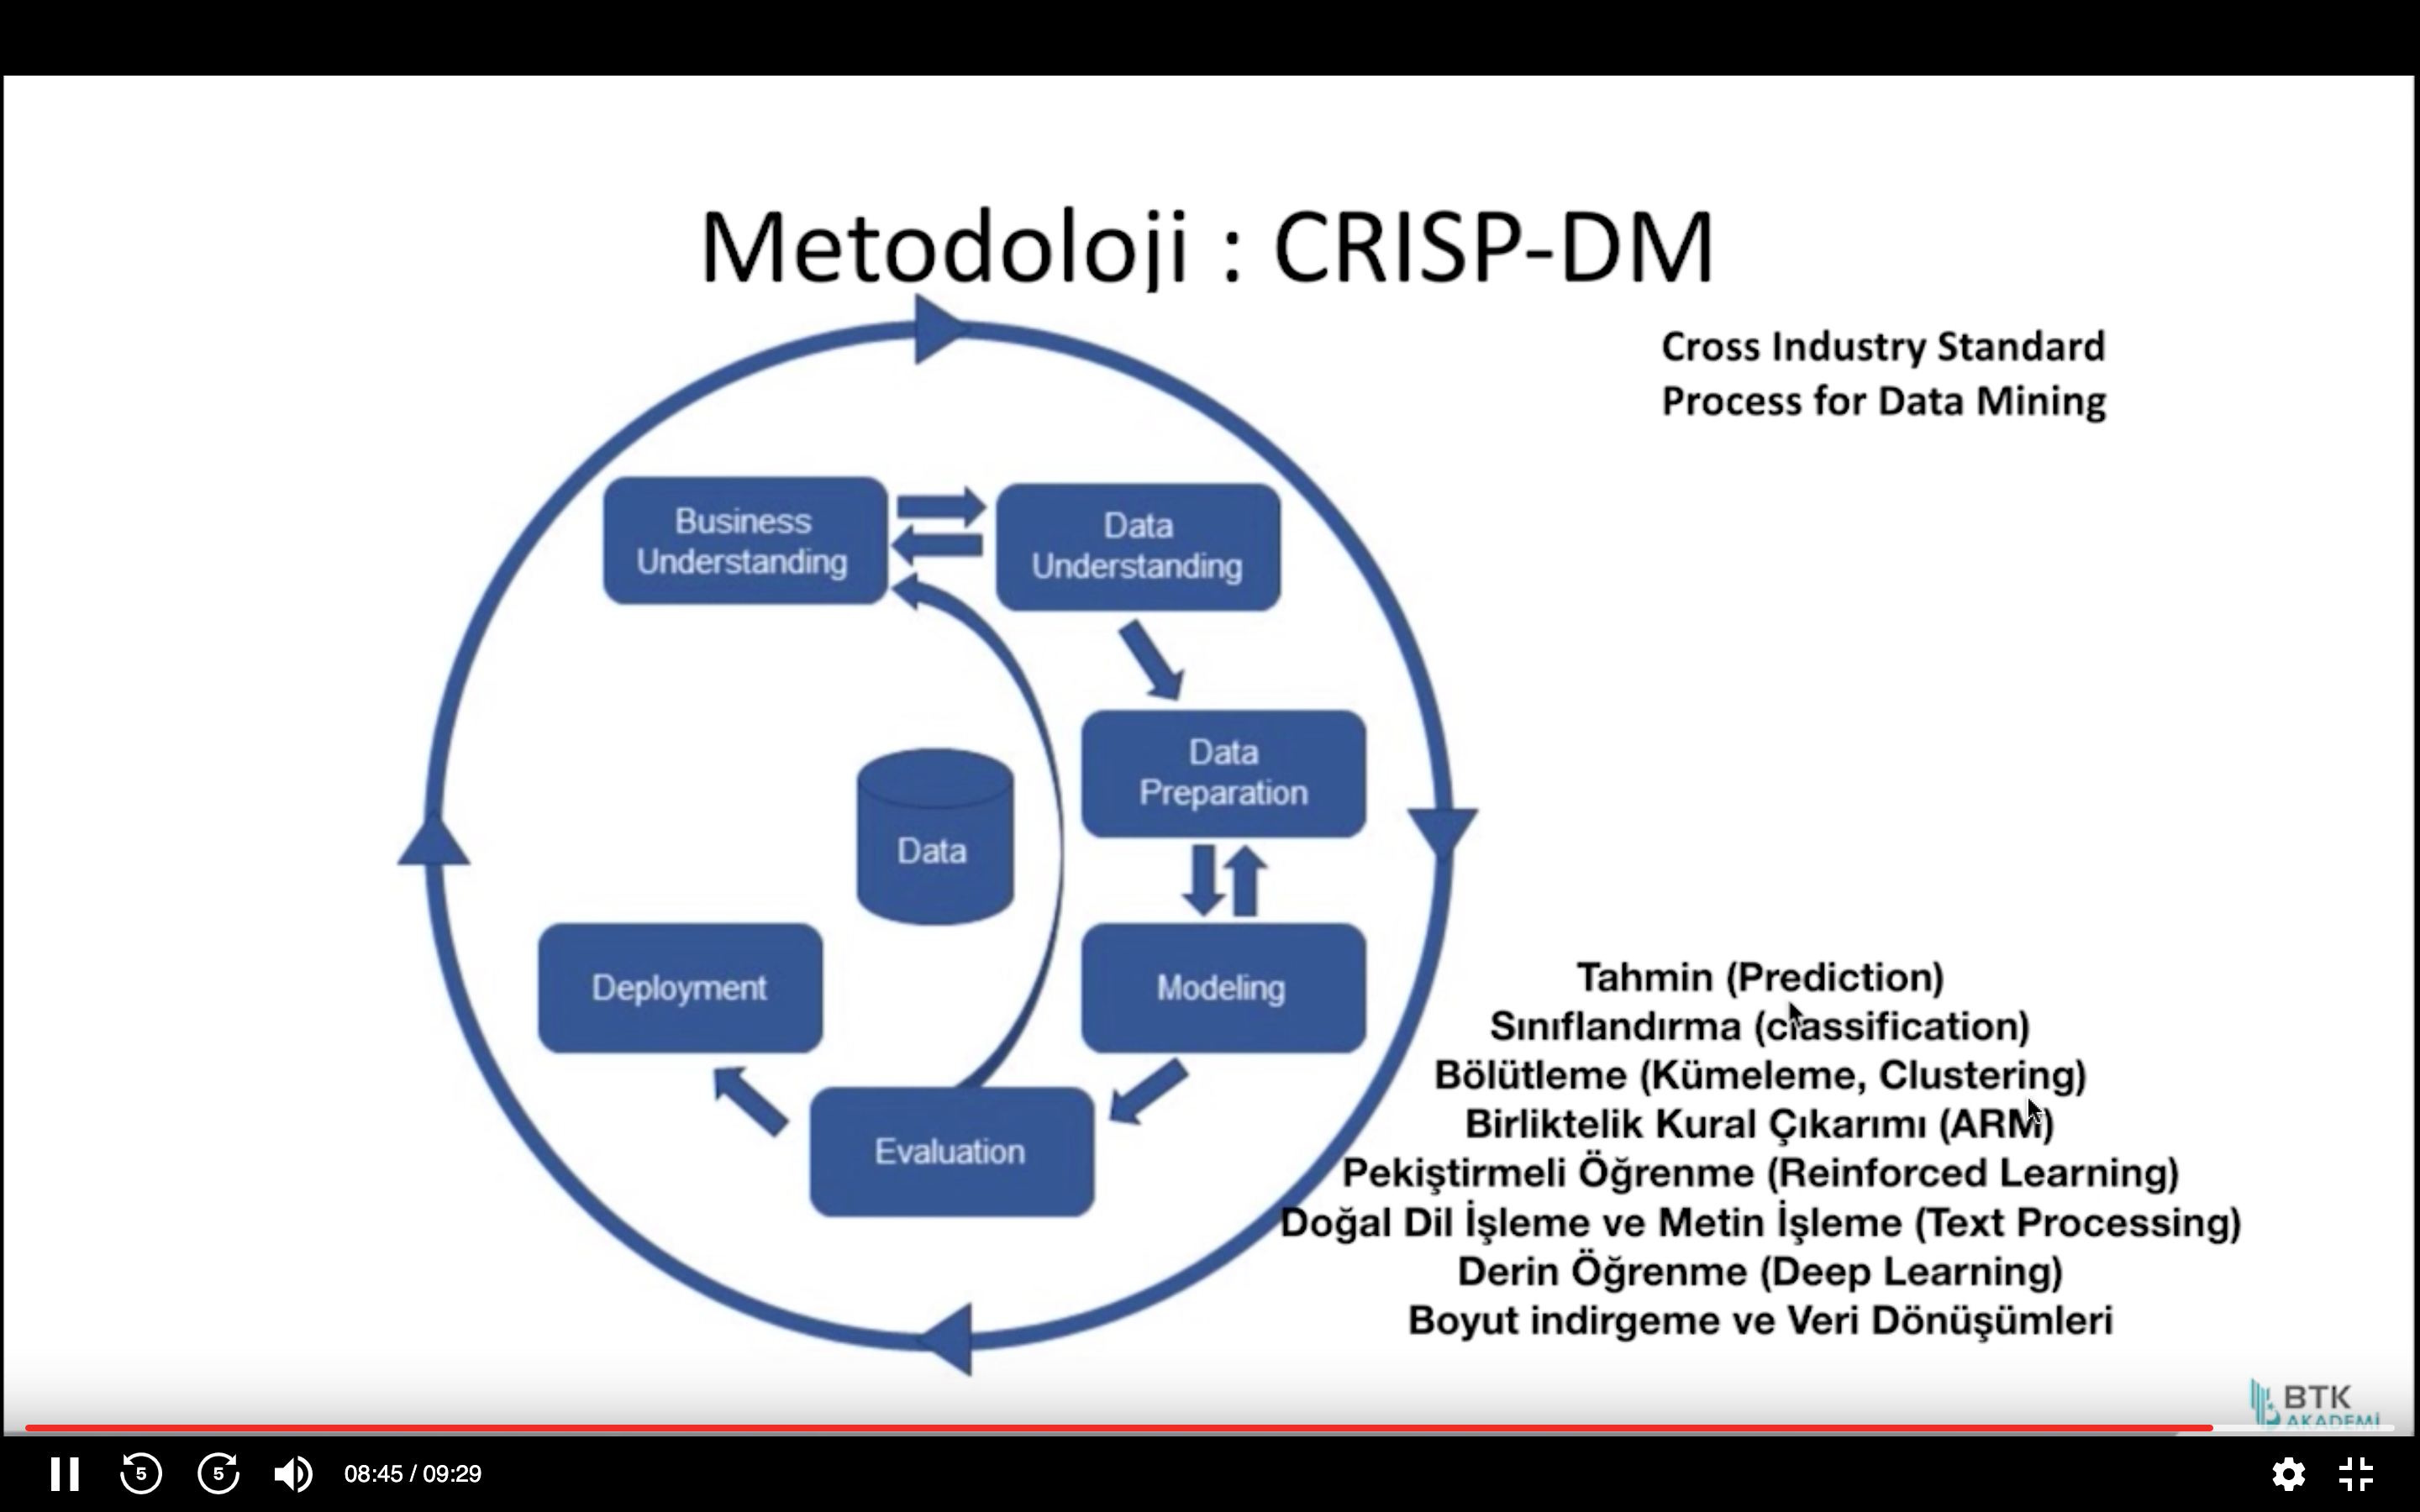 Metodoloji : CRISP-DM
Cross Industry Standard
Process for Data Mining
Business
Understanding
Data
Understanding
Data
Preparation
Data
Deployment
Modeling
Evaluation
Tahmin (Prediction)
Sınıflandırma (classification)
Bölütleme (Kümeleme, Clustering)
Birliktelik Kural Çıkarımı (ARM)
Pekiştirmeli Öğrenme (Reinforced Learning)
Doğal Dil İşleme ve Metin İşleme (Text Processing)
Derin Öğrenme (Deep Learning)
Boyut indirgeme ve Veri Dönüşümleri
BTK
AKADEMİ
5
5
08:45 / 09:29